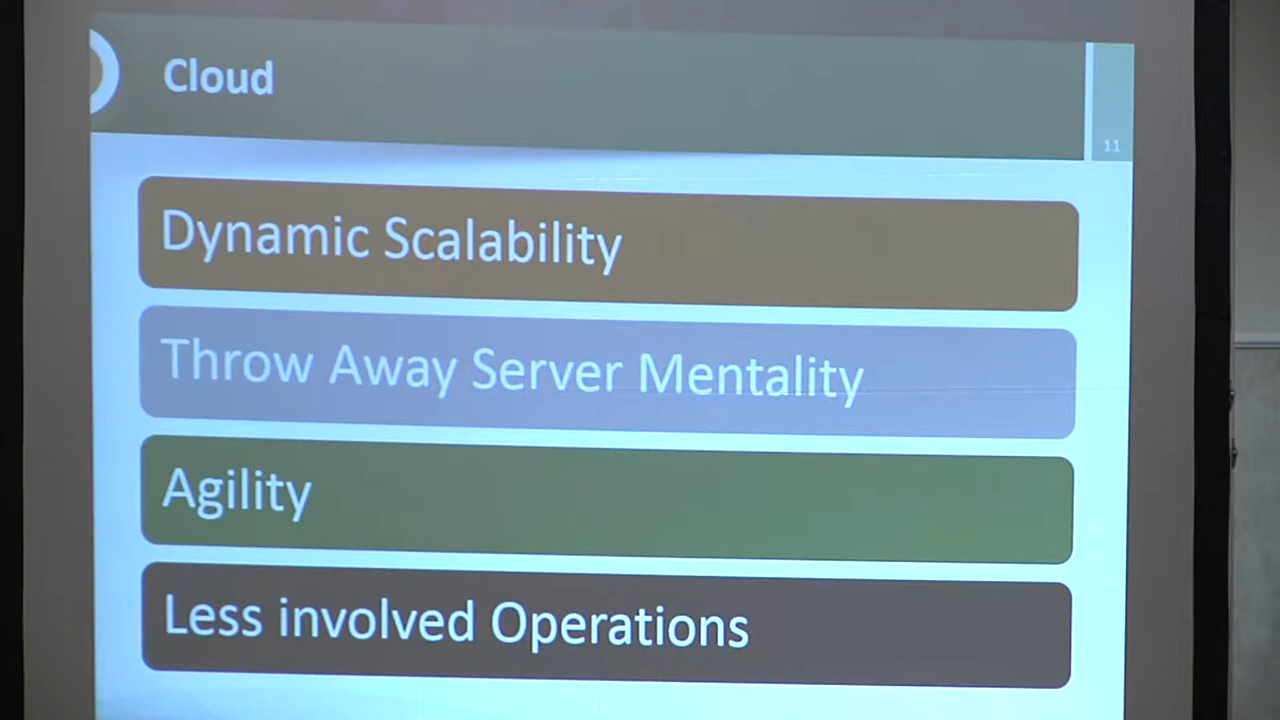 Cloud
11
Dynamic Scalability
Throw Away Server Mentality
Agility
Less involved Operations